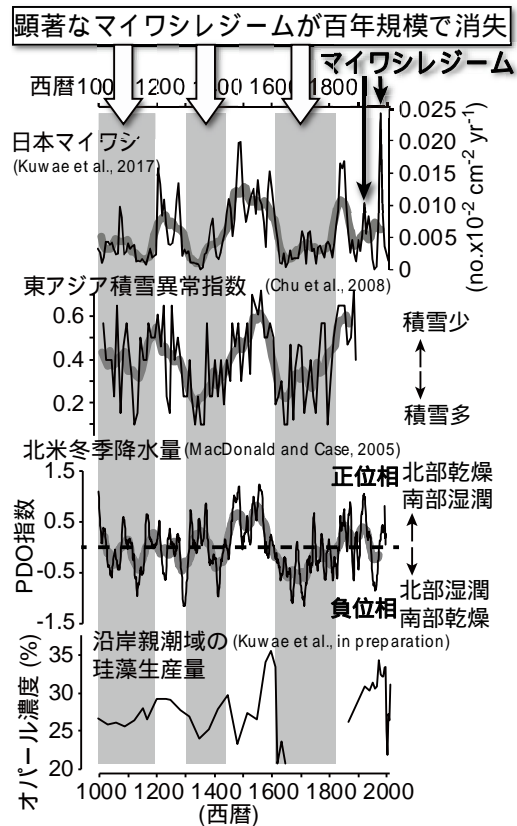 顕著なマイワシレジームが百年規模で消失
マイワシレジーム
西暦 1200 1600 1800
日本マイワシ
(Kuwae et al., 2017)
0.025
0.020
0.015
0.010
0.005
0
(no.x10⁻² cm⁻² yr⁻¹)
東アジア積雪異常指数 (Chu et al., 2008)
0.6
0.4
0.2
積雪少
積雪多
北米冬季降水量(MacDonald and Case, 2005)
1.5
0.5
-0.5
-1.5
PDO指数
正位相 北部乾燥
南部湿潤
北部湿潤
負位相 南部乾燥
沿岸親潮域の (Kuwae et al., in preparation)
珪藻生産量
35
30
25
20
オパール濃度 (%)
1000 1200 1400 1600 1800 2000
(西暦)